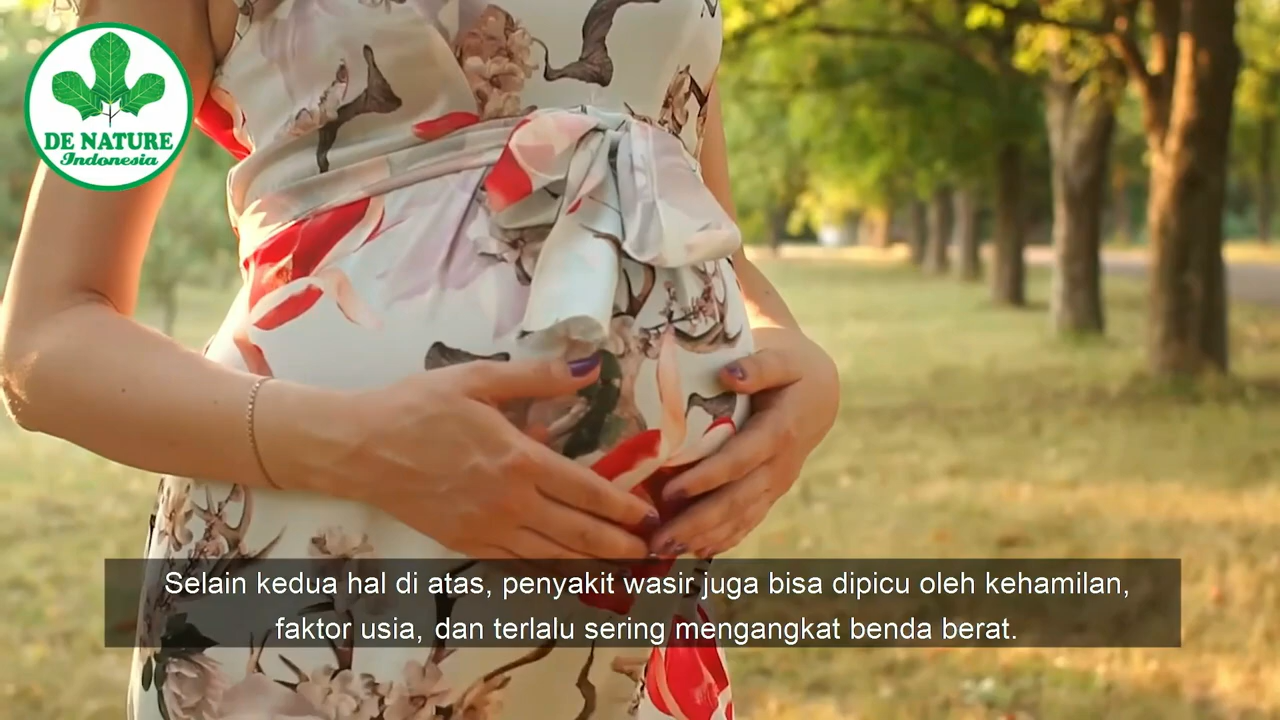 DE NATURE
Indonesia
Selain kedua hal di atas, penyakit wasir juga bisa dipicu oleh kehamilan,
faktor usia, dan terlalu sering mengangkat benda berat.